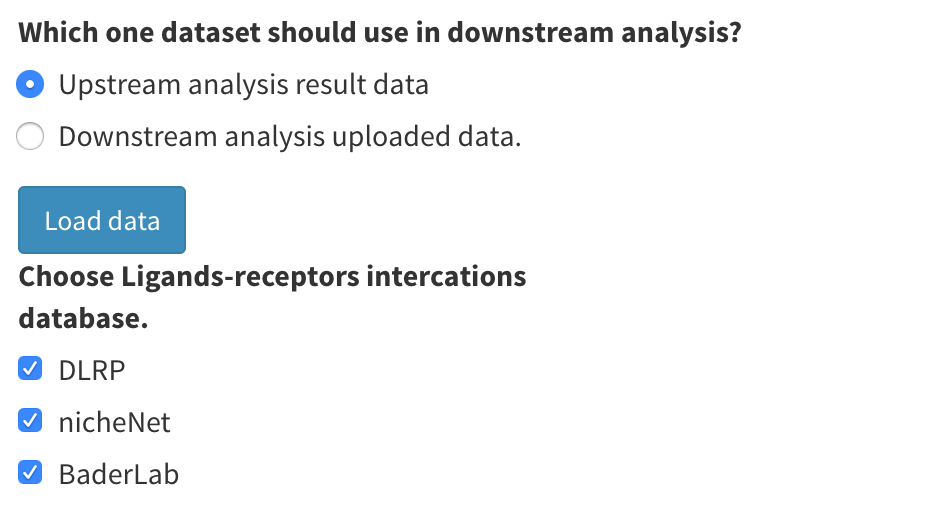 Which one dataset should use in downstream analysis?
Upstream analysis result data
Downstream analysis uploaded data.
Load data
Choose Ligands-receptors intercations
database.
DLRP
nicheNet
BaderLab